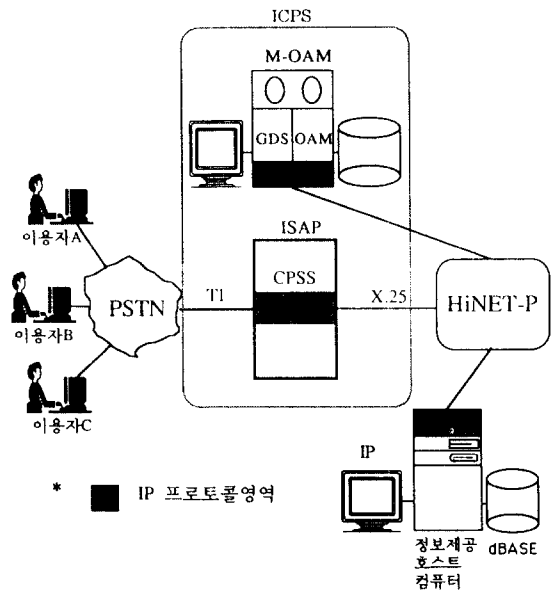 ICPS
M-OAM
GDS OAM
이용자A
ISAP
CPSS
PSTN
T1
X.25
HiNET-P
이용자B
이용자C
IP
* IP 프로토콜영역
정보제공
호스트
컴퓨터
dBASE